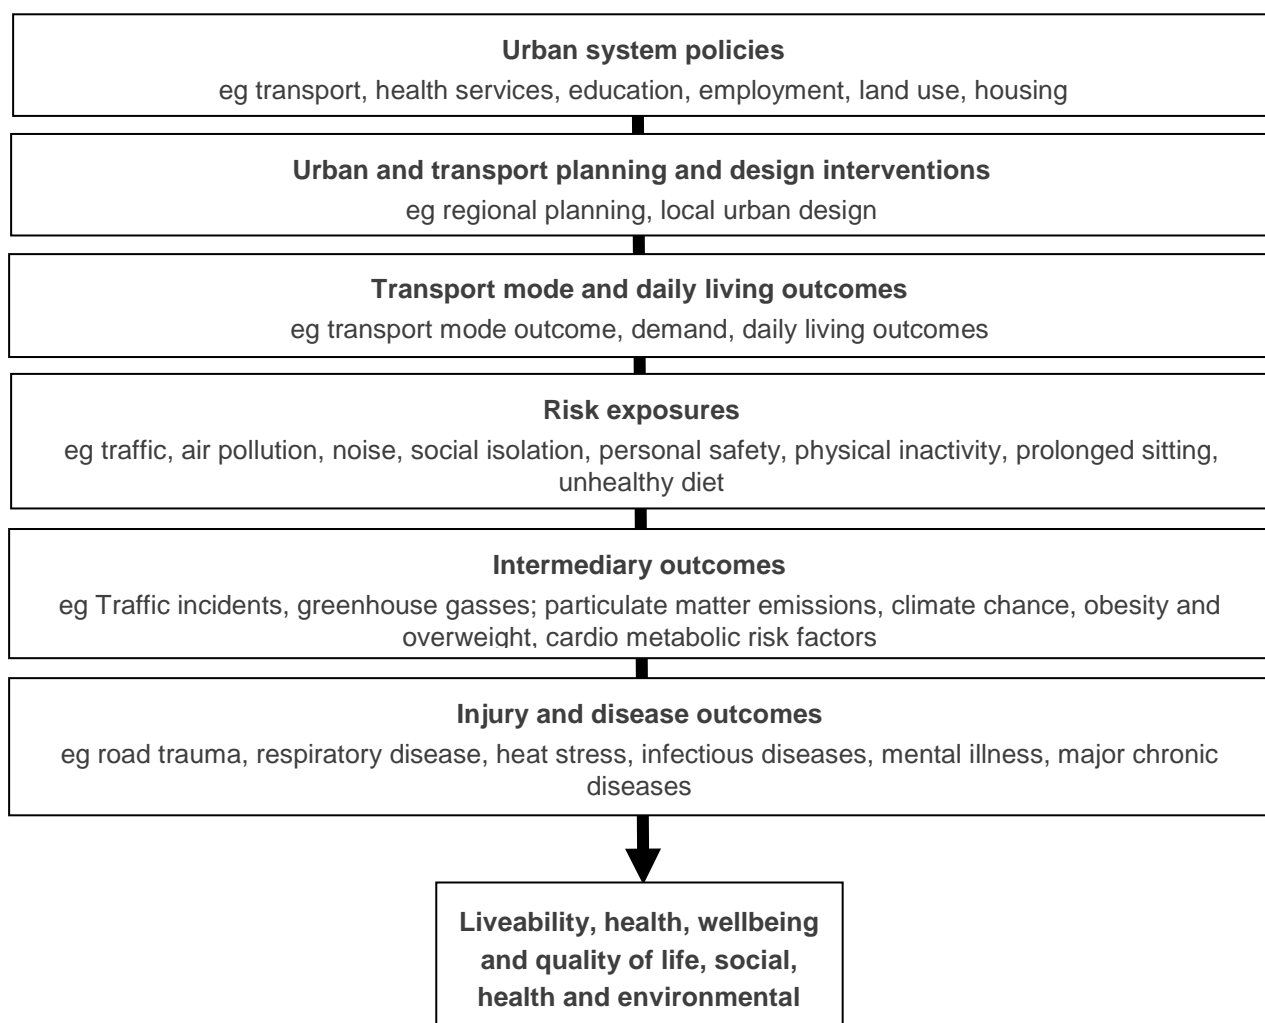 Urban system policies
eg transport, health services, education, employment, land use, housing
Urban and transport planning and design interventions
eg regional planning, local urban design
Transport mode and daily living outcomes
eg transport mode outcome, demand, daily living outcomes
Risk exposures
eg traffic, air pollution, noise, social isolation, personal safety, physical inactivity, prolonged sitting,
unhealthy diet
Intermediary outcomes
eg Traffic incidents, greenhouse gasses; particulate matter emissions, climate chance, obesity and
overweight, cardio metabolic risk factors
Injury and disease outcomes
eg road trauma, respiratory disease, heat stress, infectious diseases, mental illness, major chronic
diseases
Liveability, health, wellbeing
and quality of life, social,
health and environmental